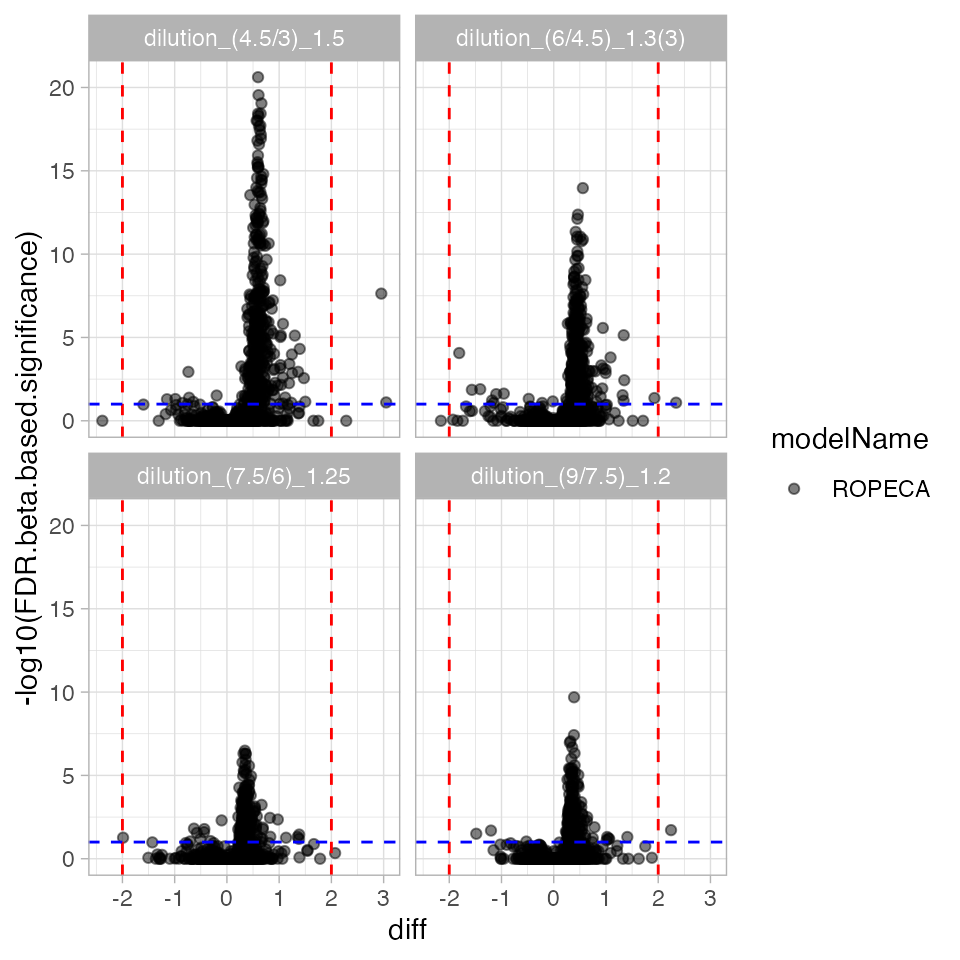 dilution_(4.5/3)_1.5
dilution_(6/4.5)_1.3(3)
20
15
10
5
0
dilution_(7.5/6)_1.25
dilution_(9/7.5)_1.2
20
15
10
5
0
-2 -1 0 1 2 3
-2 -1 0 1 2 3
diff
-log10(FDR.beta.based.significance)
modelName
ROPECA